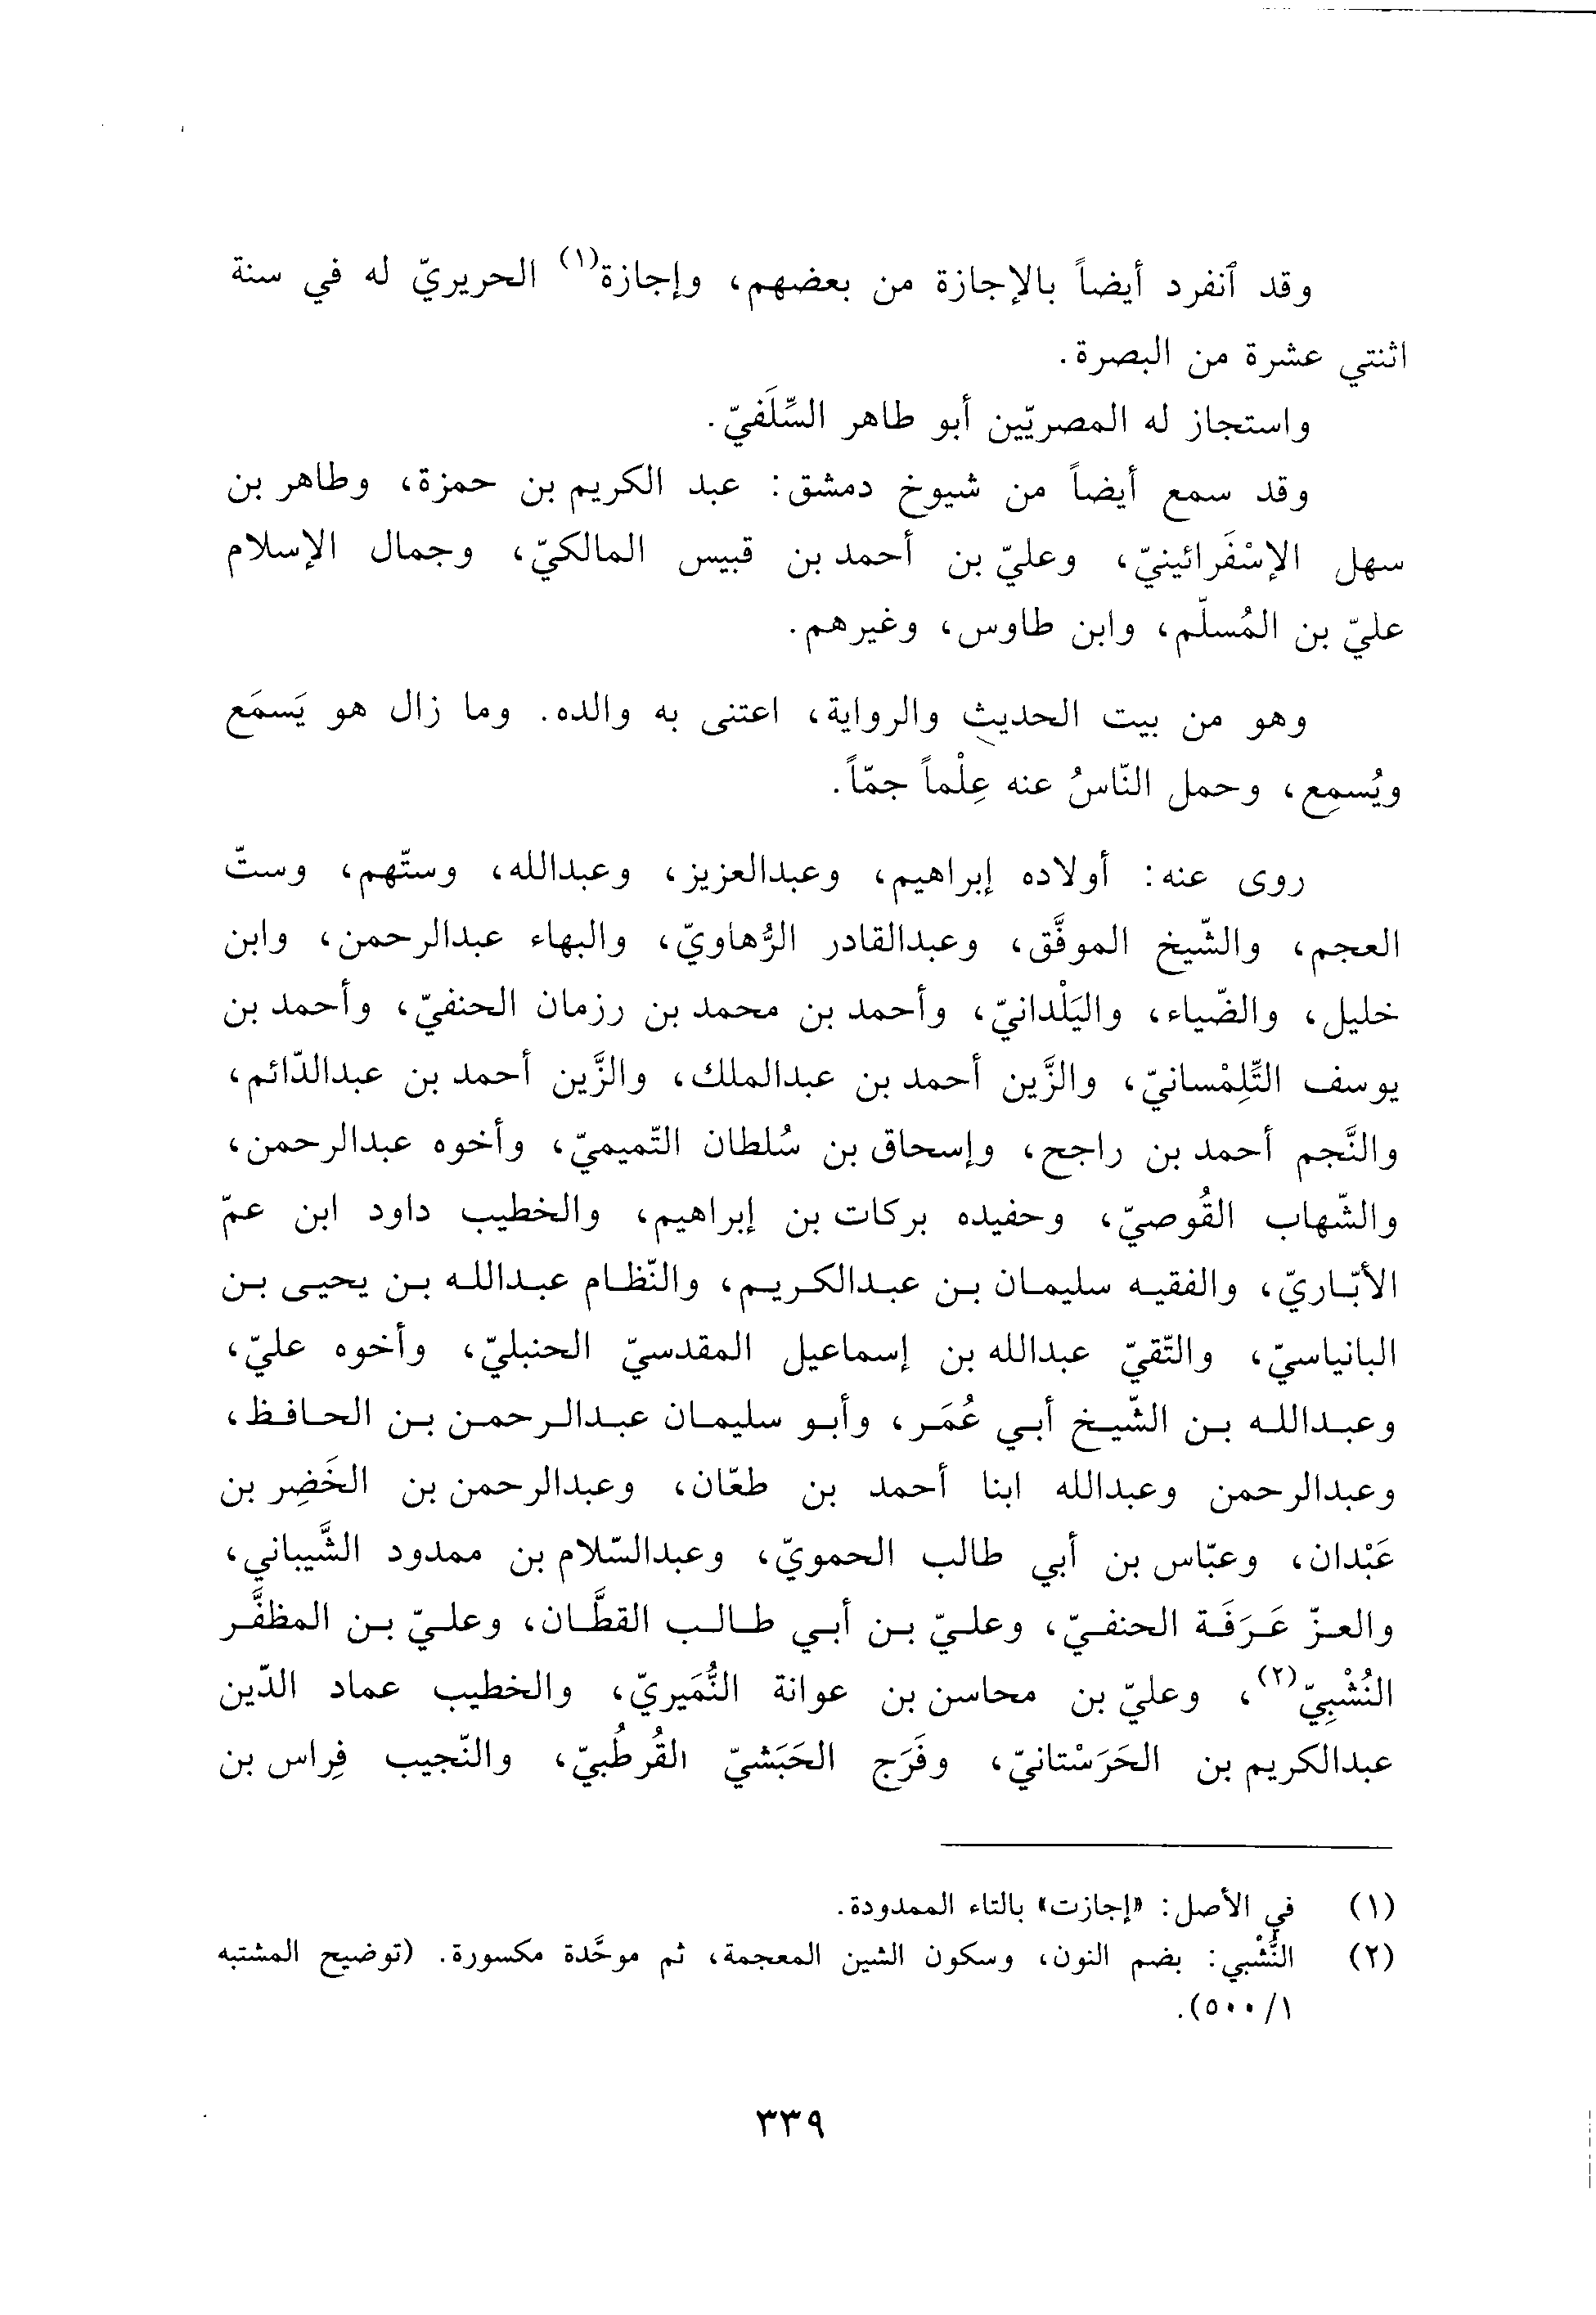 وقد ٱنفرد أيضاً بالإجازة من بعضهم، وإجازة(١) الحريريّ له في سنة
اثنتي عشرة من البصرة.
واستجاز له المصريّين أبو طاهر السِّلَفيّ.
وقد سمع أيضاً من شيوخ دمشق: عبد الكريم بن حمزة، وطاهر بن
سهل الإسْفَرائينيّ، وعليّ بن أحمد بن قبيس المالكيّ، وجمال الإسلام
عليّ بن المُسلّم، وابن طاوس، وغيرهم.
وهو من بيت الحديث والرواية، اعتنى به والده. وما زال هو يَسمَع
ويُسمِع، وحمل النّاسُ عنه عِلْماً جمّاً.
روى عنه: أولاده إبراهيم، وعبدالعزيز، وعبدالله، وستّهم، وستّ
العجم، والشّيخ الموفَّق، وعبدالقادر الرُّهاويّ، والبهاء عبدالرحمن، وابن
خليل، والضّياء، واليَلْدانيّ، وأحمد بن محمد بن رزمان الحنفيّ، وأحمد بن
يوسف التِّلِمْسانيّ، والزَّين أحمد بن عبدالملك، والزَّين أحمد بن عبدالدّائم،
والنَّجم أحمد بن راجح، وإسحاق بن سُلطان التّميميّ، وأخوه عبدالرحمن،
والشّهاب القُوصيّ، وحفيده بركات بن إبراهيم، والخطيب داود ابن عمّ
الأبّاريّ، والفقيه سليمان بن عبدالكريم، والنّظام عبدالله بن يحيى بن
البانياسيّ، والتّقيّ عبدالله بن إسماعيل المقدسيّ الحنبليّ، وأخوه عليّ،
وعبدالله بن الشّيخ أبي عُمَر، وأبو سليمان عبدالرحمن بن الحافظ،
وعبدالرحمن وعبدالله ابنا أحمد بن طعّان، وعبدالرحمن بن الخَضِر بن
عَبْدان، وعبّاس بن أبي طالب الحمويّ، وعبدالسّلام بن ممدود الشَّيباني،
والعزّ عَرَفَة الحنفيّ، وعليّ بن أبي طالب القطَّان، وعليّ بن المظفَّر
النُشْبِيّ(٢)، وعليّ بن محاسن بن عوانة النُّمَيريّ، والخطيب عماد الدّين
عبدالكريم بن الحَرَسْتانيّ، وفَرَج الحَبَشيّ القُرطُبيّ، والنّجيب فِراس بن
(١) في الأصل: «إجازت» بالتاء الممدودة.
(٢) النُّشْبي: بضم النون، وسكون الشين المعجمة، ثم موحَّدة مكسورة. (توضيح المشتبه
١/ ٥٠٠).
٣٣٩